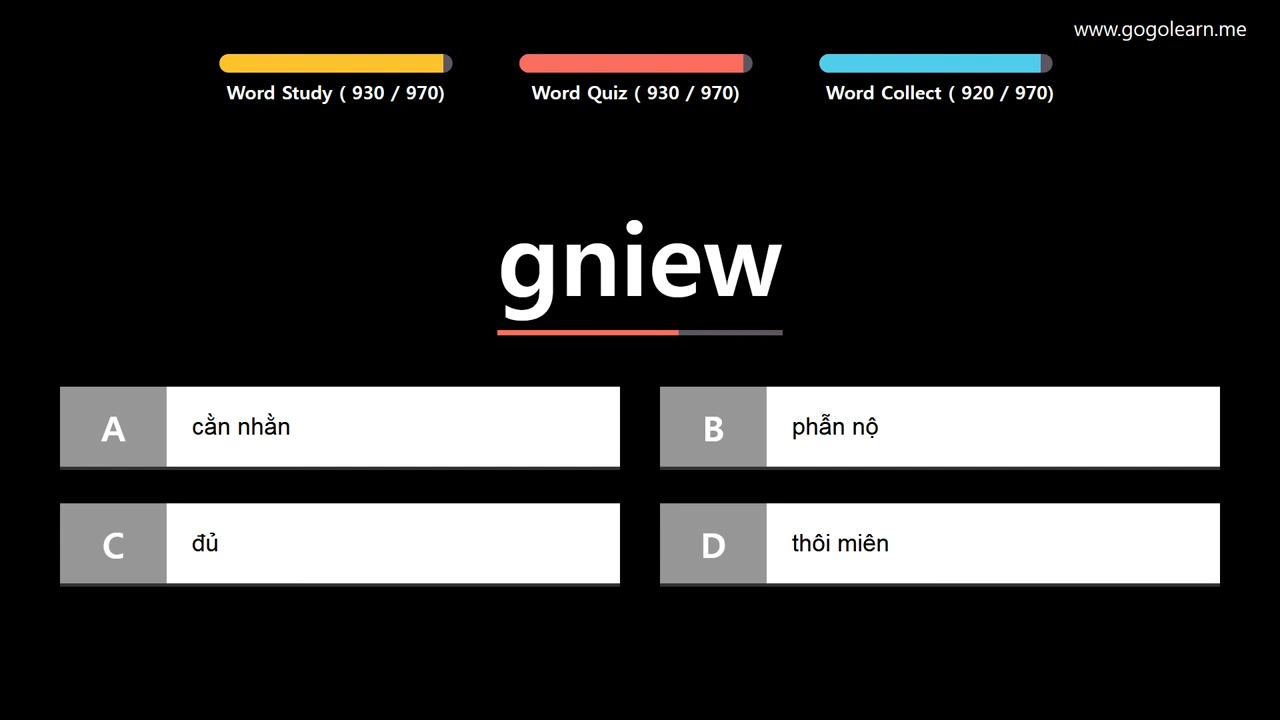 www.gogolearn.me
Word Study ( 930 / 970)
Word Quiz ( 930 / 970)
Word Collect ( 920 / 970)
gniew
A
cằn nhằn
B
phẫn nộ
C
đủ
D
thôi miên